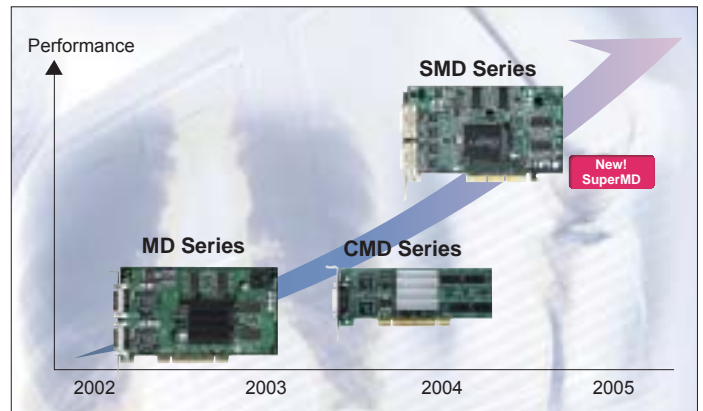 Performance
SMD Series
New!
SuperMD
MD Series
CMD Series
2002 2003 2004 2005